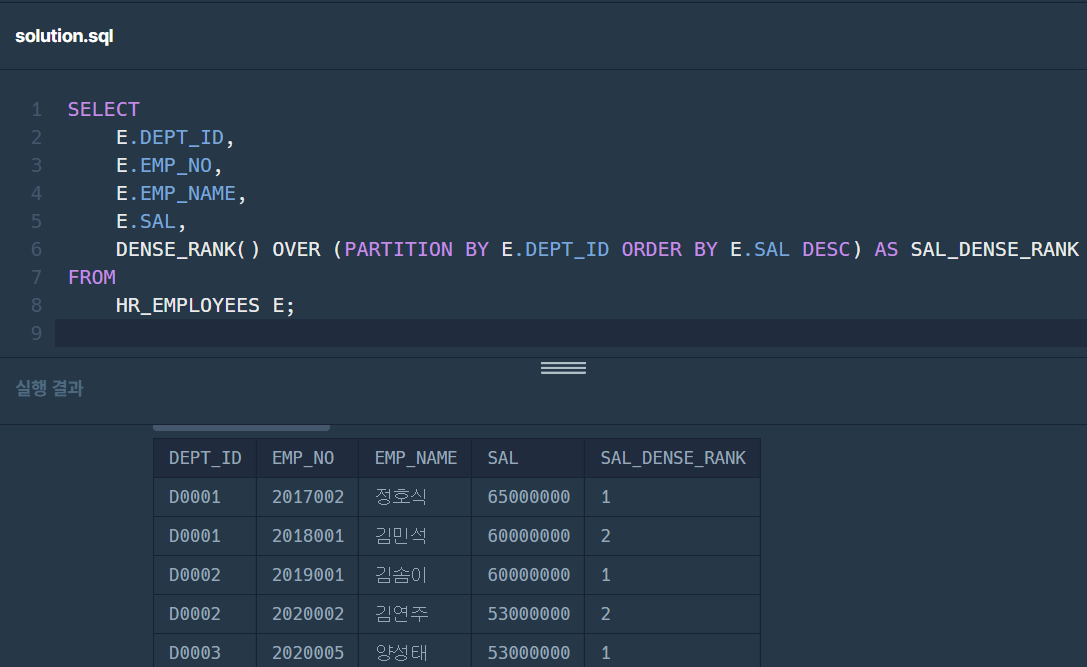 solution.sql
1 SELECT
2 E.DEPT_ID,
3 E.EMP_NO,
4 E.EMP_NAME,
5 E.SAL,
6 DENSE_RANK() OVER (PARTITION BY E.DEPT_ID ORDER BY E.SAL DESC) AS SAL_DENSE_RANK
7 FROM
8 HR_EMPLOYEES E;
9
실행 결과
DEPT_ID EMP_NO EMP_NAME SAL SAL_DENSE_RANK
D0001 2017002 정호식 65000000 1
D0001 2018001 김민석 60000000 2
D0002 2019001 김솜이 60000000 1
D0002 2020002 김연주 53000000 2
D0003 2020005 양성태 53000000 1